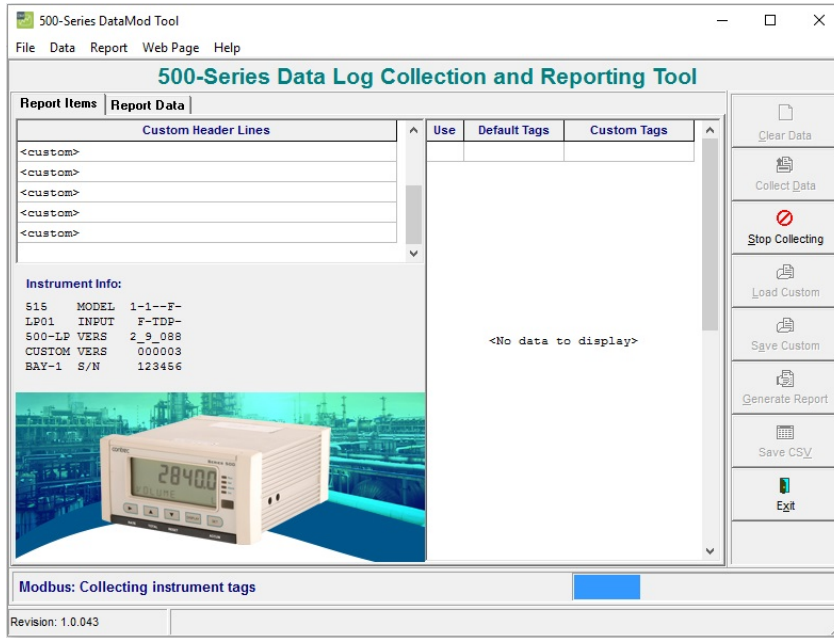 500-Series DataMod Tool
File Data Report Web Page Help
500-Series Data Log Collection and Reporting Tool
Report Items Report Data
Custom Header Lines
<custom>
<custom>
<custom>
<custom>
<custom>
Use Default Tags Custom Tags
<No data to display>
Instrument Info:
515 MODEL 1-1--F-
LP01 INPUT F-TDP-
500-LP VERS 2_9_088
CUSTOM VERS 000003
BAY-1 S/N 123456
contrec
Series 500
2840.0
VOLUME
Clear Data
Collect Data
Stop Collecting
Load Custom
Save Custom
Generate Report
Save CSV
Exit
Modbus: Collecting instrument tags
Revision: 1.0.043